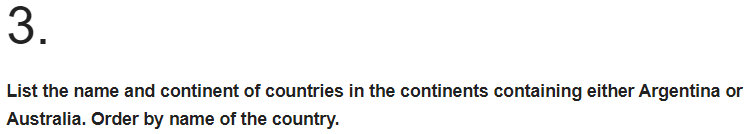 3.
List the name and continent of countries in the continents containing either Argentina or
Australia. Order by name of the country.